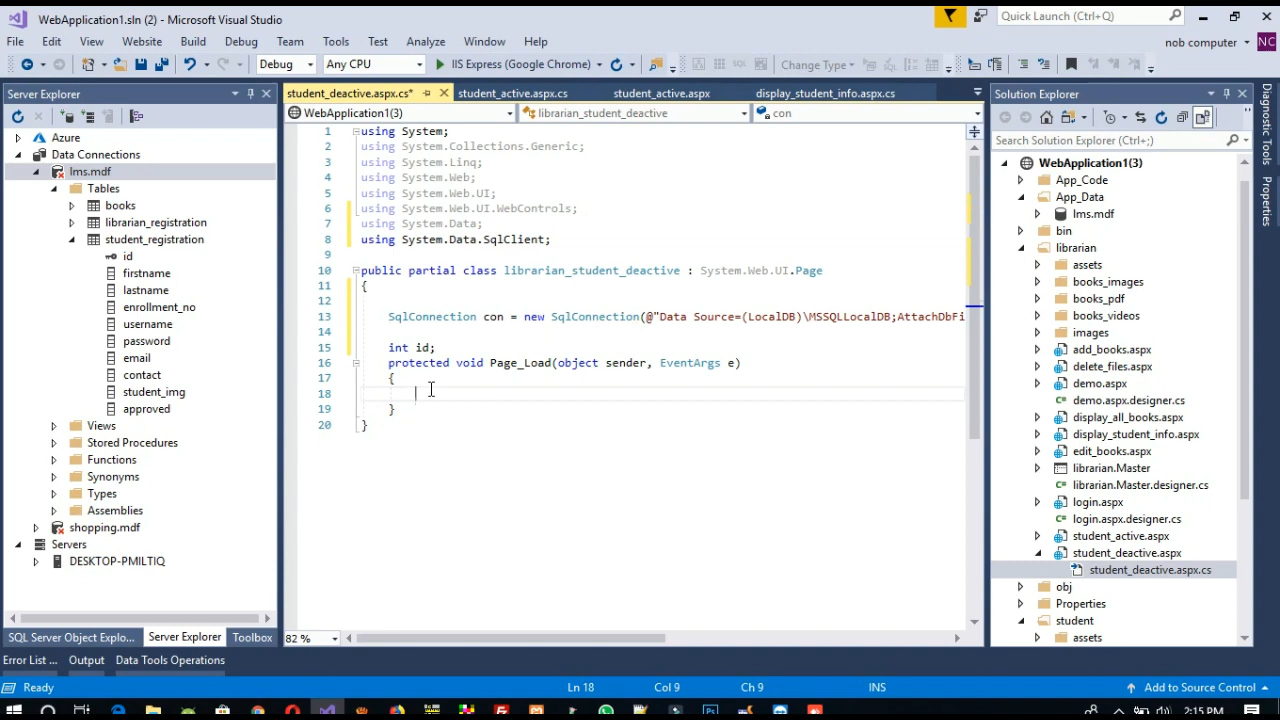 WebApplication1.sln (2) - Microsoft Visual Studio
Quick Launch (Ctrl+Q)
File Edit View Website Build Debug Team Tools Test Analyze Window Help
nob computer NC
Debug Any CPU IIS Express (Google Chrome) Change Type
Server Explorer
Azure
Data Connections
lms.mdf
Tables
books
librarian_registration
student_registration
id
firstname
lastname
enrollment_no
username
password
email
contact
student_img
approved
Views
Stored Procedures
Functions
Synonyms
Types
Assemblies
shopping.mdf
Servers
DESKTOP-PMILTIQ
SQL Server Object Explo... Server Explorer Toolbox
student_deactive.aspx.cs* student_active.aspx.cs student_active.aspx display_student_info.aspx.cs
WebApplication1(3) librarian_student_deactive con
1 using System;
2 using System.Collections.Generic;
3 using System.Linq;
4 using System.Web;
5 using System.Web.UI;
6 using System.Web.UI.WebControls;
7 using System.Data;
8 using System.Data.SqlClient;
9
10 public partial class librarian_student_deactive : System.Web.UI.Page
11 {
12
13 SqlConnection con = new SqlConnection(@"Data Source=(LocalDB)\MSSQLLocalDB;AttachDbFi
14
15 int id;
16 protected void Page_Load(object sender, EventArgs e)
17 {
18
19 }
20 }
82 %
Solution Explorer
Search Solution Explorer (Ctrl+;)
WebApplication1(3)
App_Code
App_Data
lms.mdf
bin
librarian
assets
books_images
books_pdf
books_videos
images
add_books.aspx
delete_files.aspx
demo.aspx
demo.aspx.designer.cs
display_all_books.aspx
display_student_info.aspx
edit_books.aspx
librarian.Master
librarian.Master.designer.cs
login.aspx
login.aspx.designer.cs
student_active.aspx
student_deactive.aspx
student_deactive.aspx.cs
obj
Properties
student
assets
Diagnostic Tools
Properties
Error List ... Output Data Tools Operations
Ready Ln 18 Col 9 Ch 9 INS Add to Source Control
2:15 PM